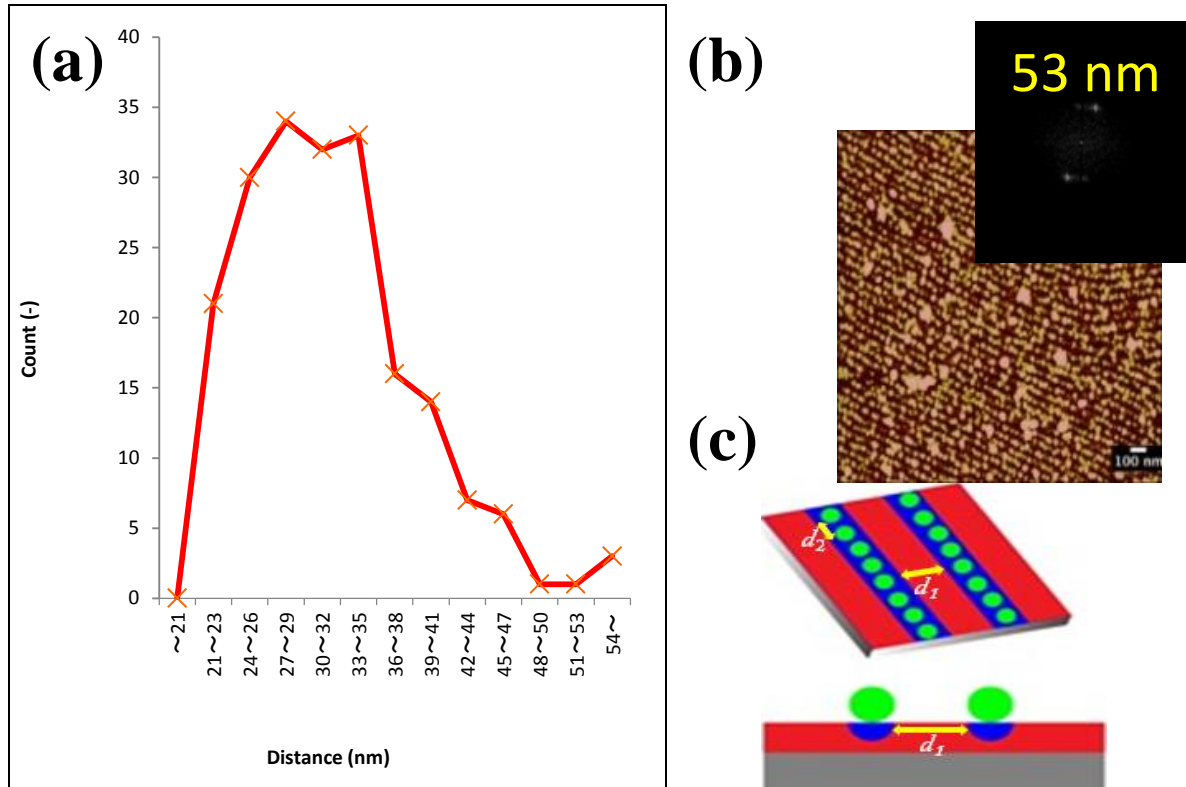 (a)
40
35
30
25
20
15
10
5
0
Count (-)
～21
21～23
24～26
27～29
30～32
33～35
36～38
39～41
42～44
45～47
48～50
51～53
54～
Distance (nm)
(b)
53 nm
100 nm
(c)
d2
d1
d1